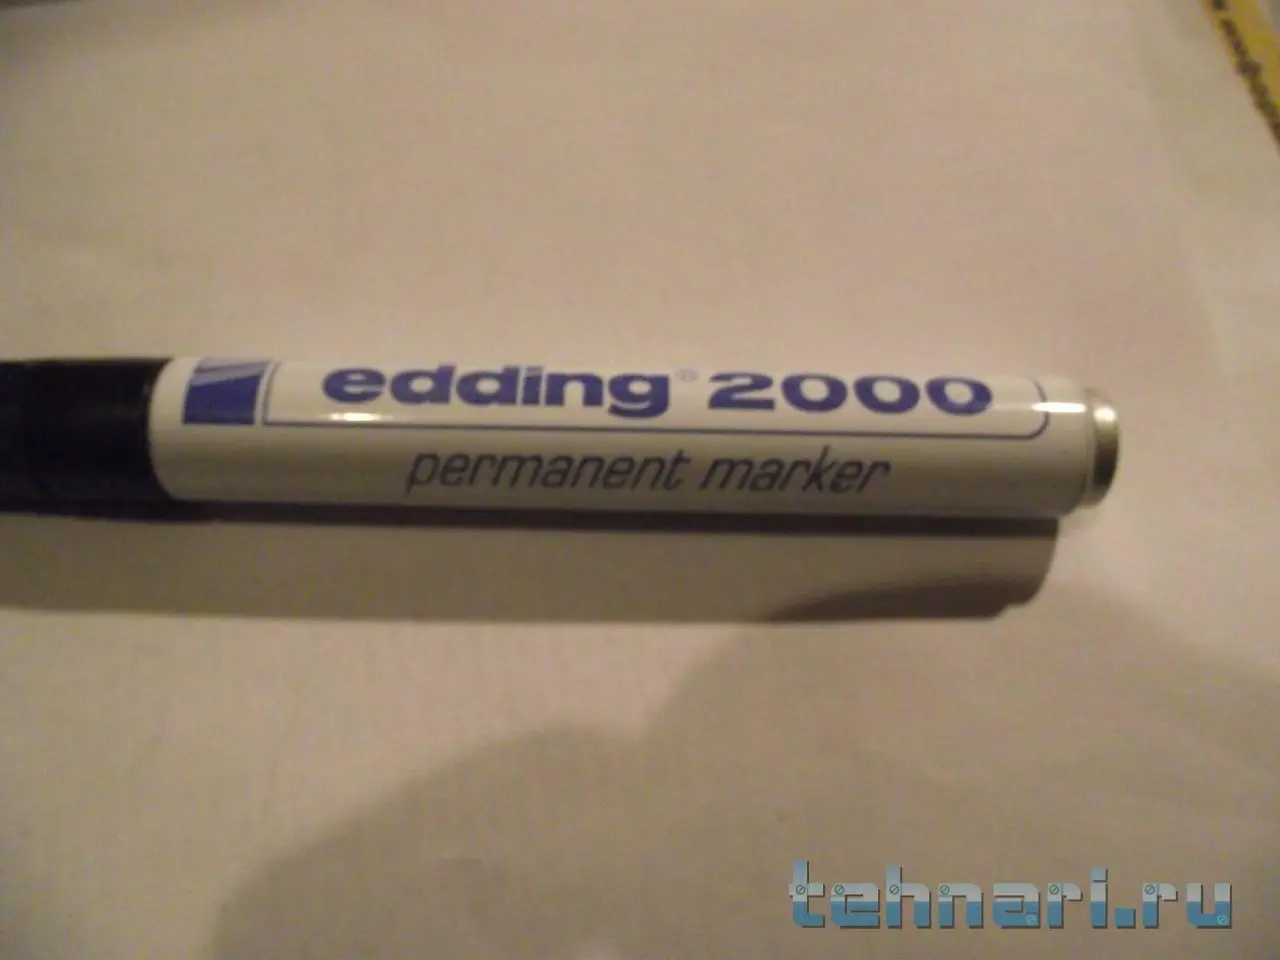 edding® 2000
permanent marker
tehnari.ru